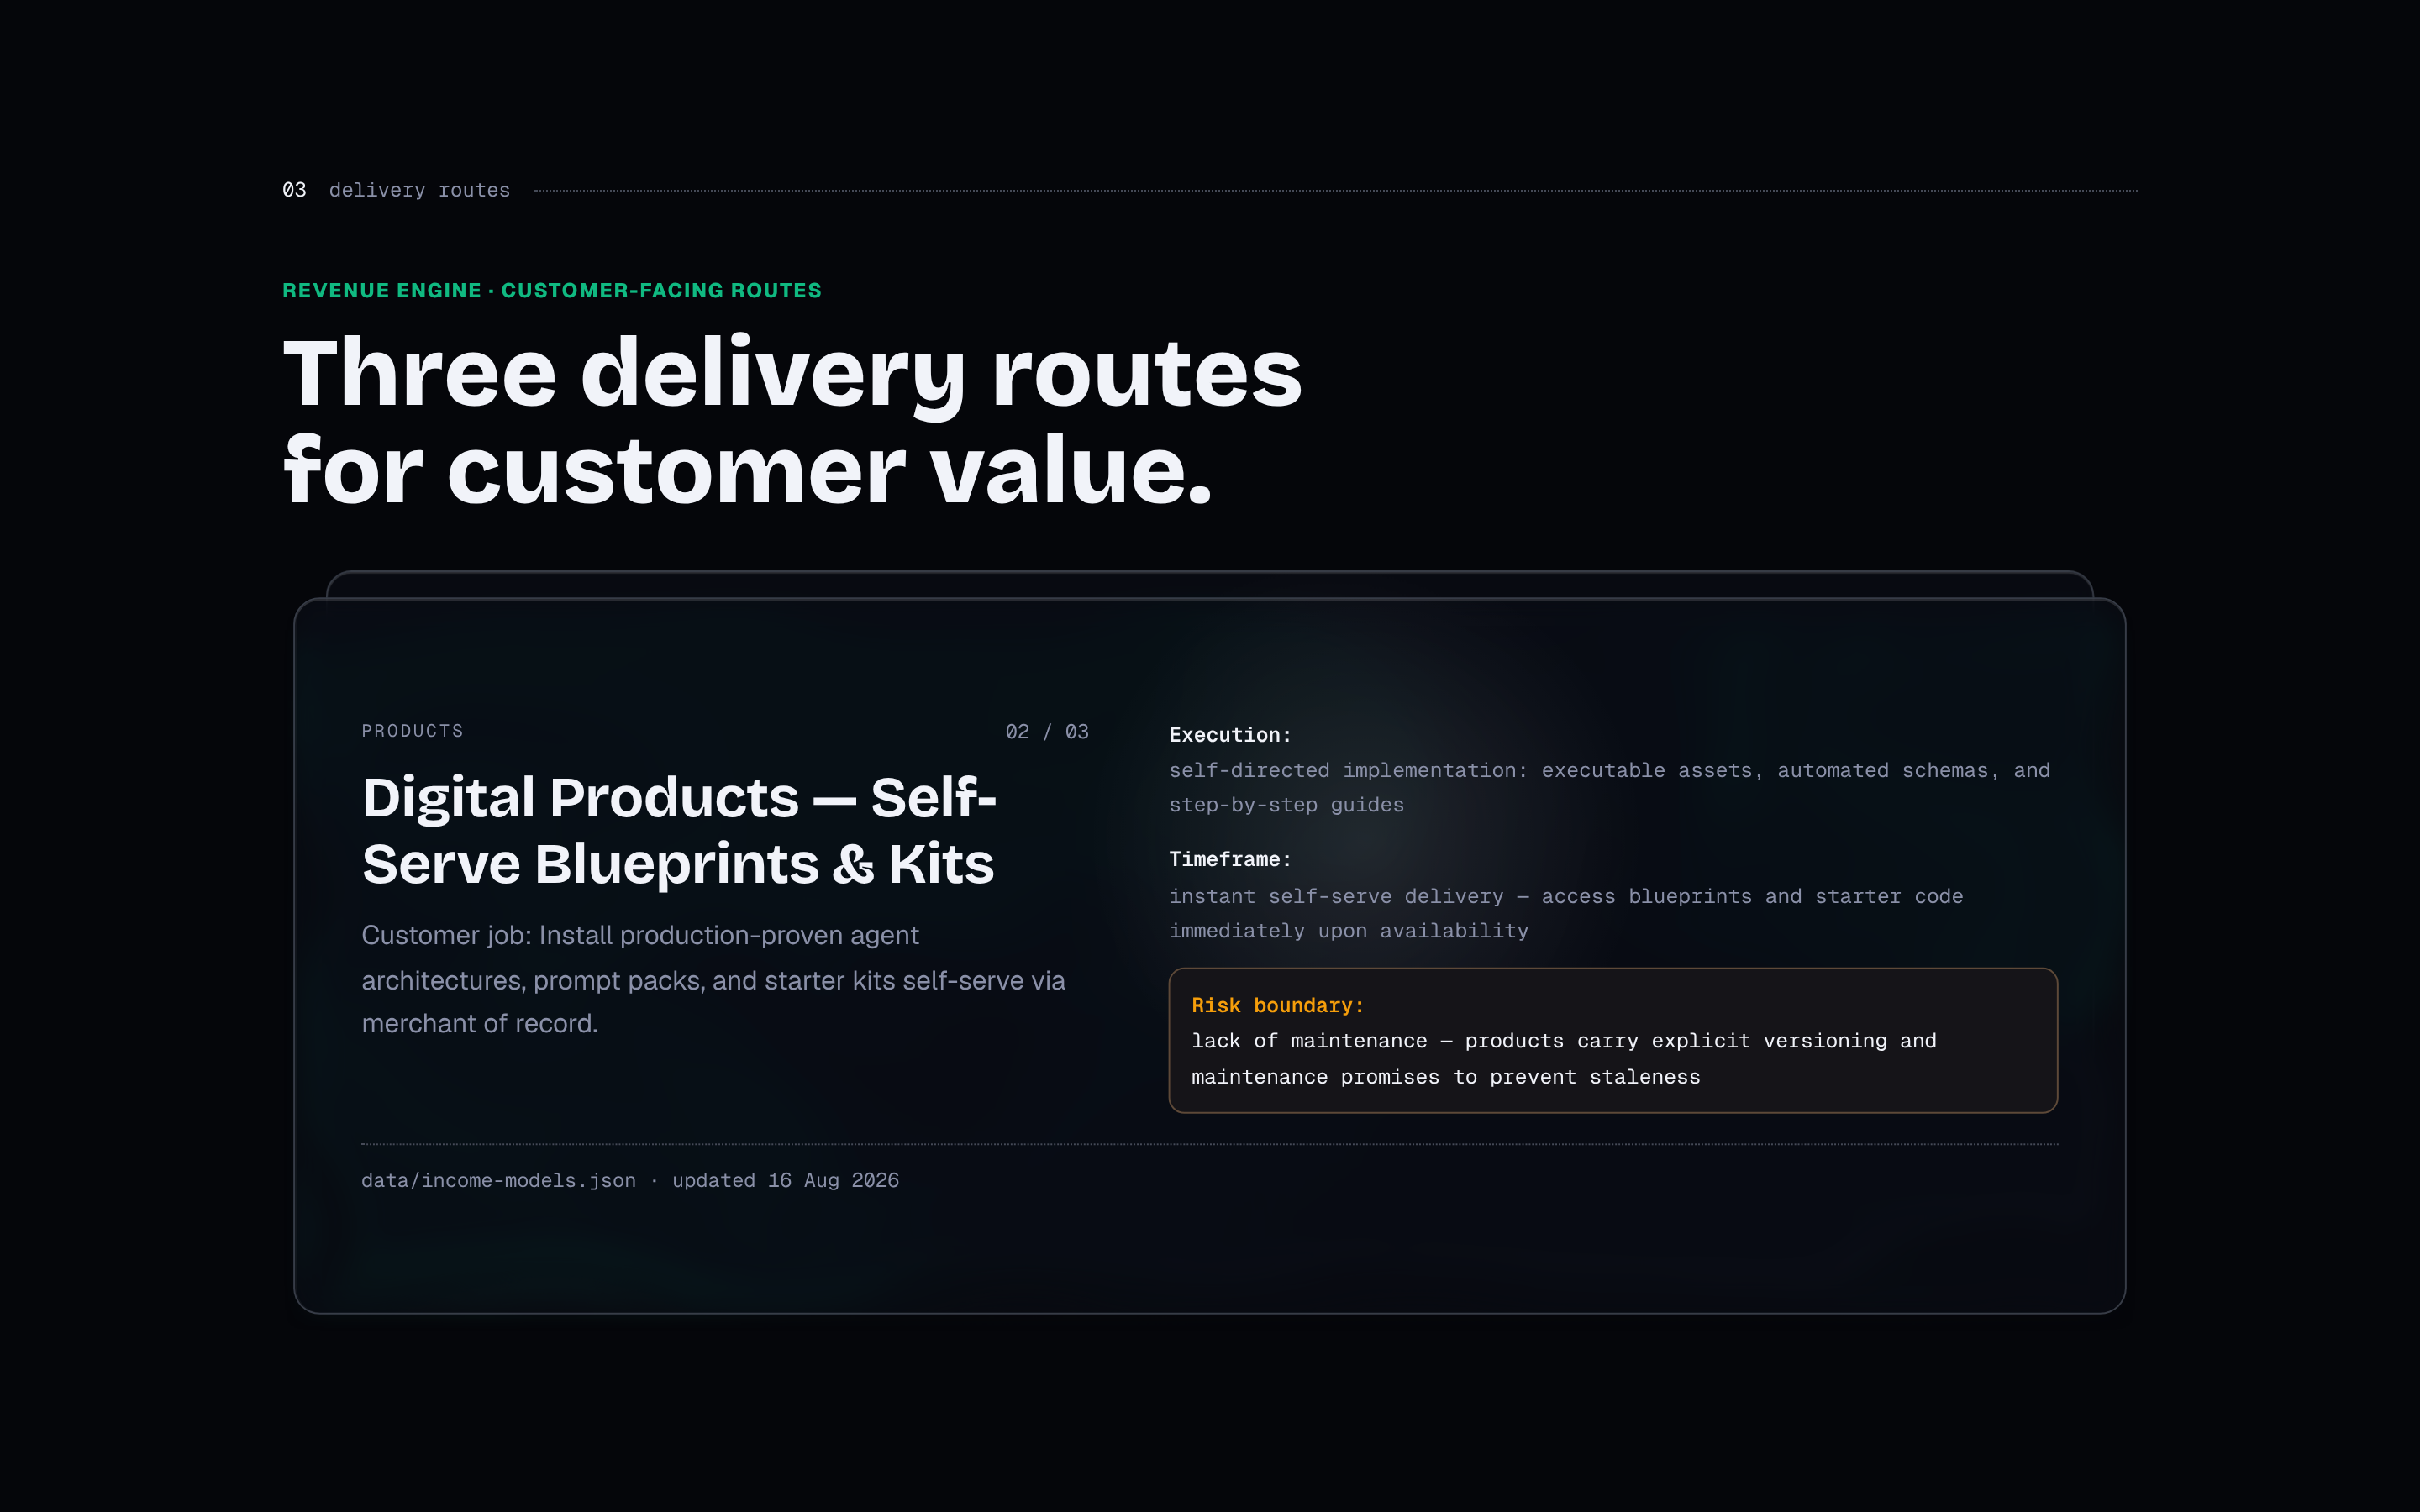 03 delivery routes
REVENUE ENGINE · CUSTOMER-FACING ROUTES
Three delivery routes
for customer value.
PRODUCTS
02 / 03
Digital Products — Self-
Serve Blueprints & Kits
Customer job: Install production-proven agent
architectures, prompt packs, and starter kits self-serve via
merchant of record.
Execution:
self-directed implementation: executable assets, automated schemas, and
step-by-step guides
Timeframe:
instant self-serve delivery — access blueprints and starter code
immediately upon availability
Risk boundary:
lack of maintenance — products carry explicit versioning and
maintenance promises to prevent staleness
data/income-models.json · updated 16 Aug 2026